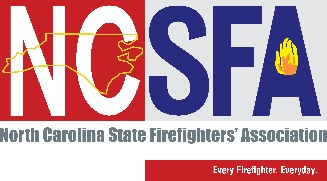 NCSFA
North Carolina State Firefighters' Association
Every Firefighter. Everyday.